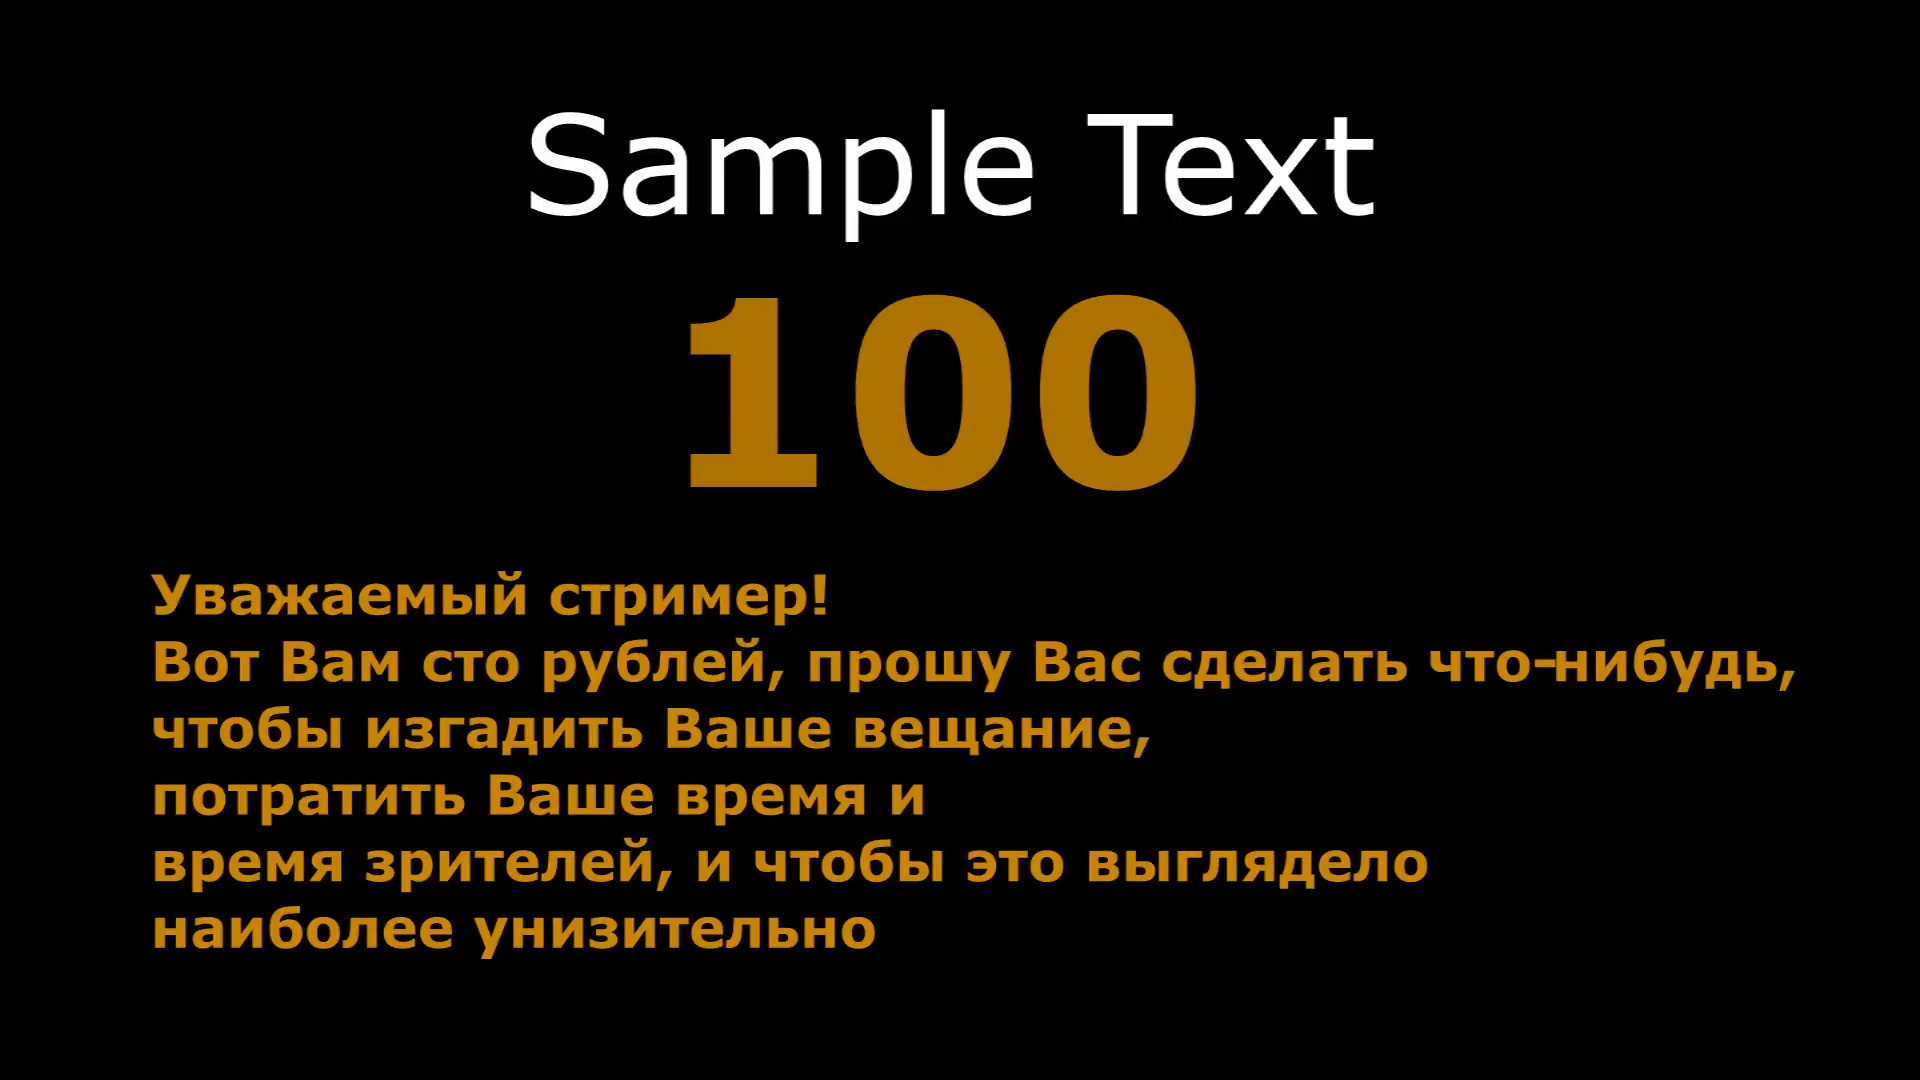 Sample Text
100
Уважаемый стример!
Вот Вам сто рублей, прошу Вас сделать что-нибудь,
чтобы изгадить Ваше вещание,
потратить Ваше время и
время зрителей, и чтобы это выглядело
наиболее унизительно